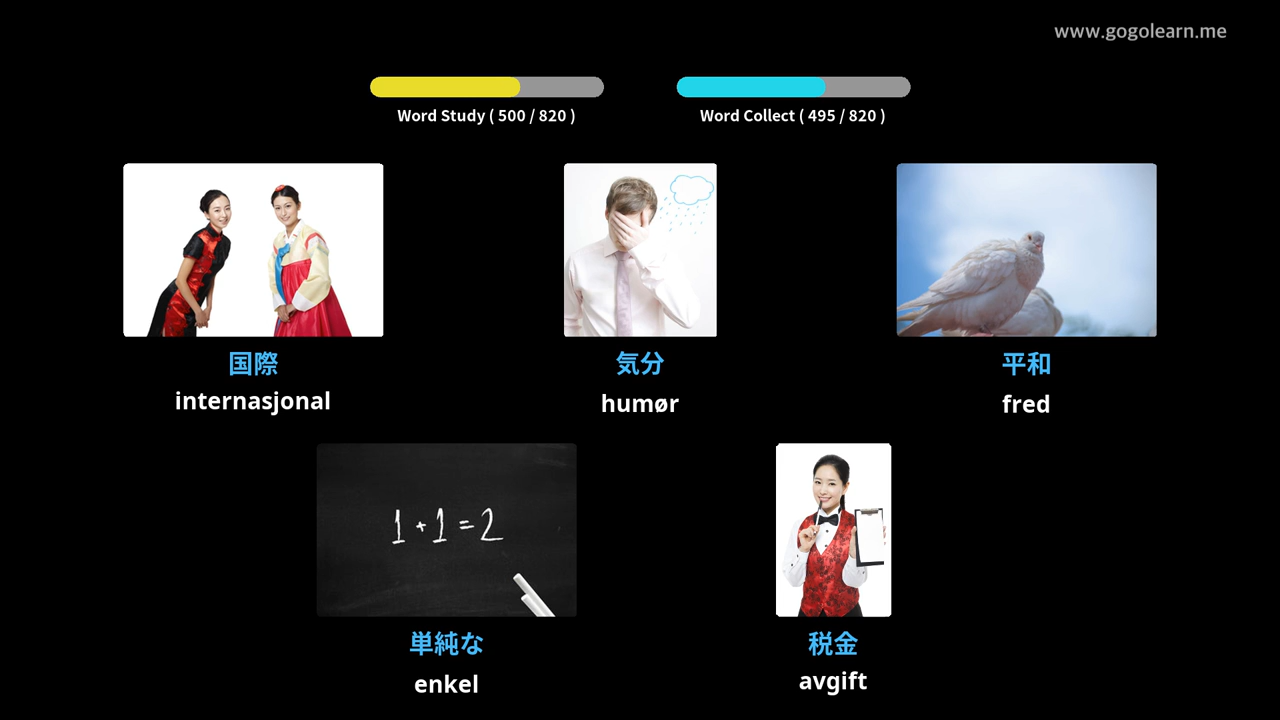 www.gogolearn.me
Word Study ( 500 / 820 )
Word Collect ( 495 / 820 )
国際
internasjonal
気分
humør
平和
fred
1+1=2
単純な
enkel
税金
avgift